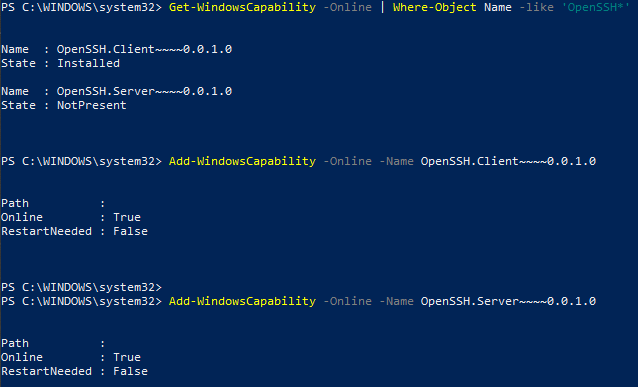 PS C:\WINDOWS\system32> Get-WindowsCapability -Online | Where-Object Name -like 'OpenSSH*'
Name  : OpenSSH.Client~~~~0.0.1.0
State : Installed
Name  : OpenSSH.Server~~~~0.0.1.0
State : NotPresent
PS C:\WINDOWS\system32> Add-WindowsCapability -Online -Name OpenSSH.Client~~~~0.0.1.0
Path          :
Online        : True
RestartNeeded : False
PS C:\WINDOWS\system32>
PS C:\WINDOWS\system32> Add-WindowsCapability -Online -Name OpenSSH.Server~~~~0.0.1.0
Path          :
Online        : True
RestartNeeded : False